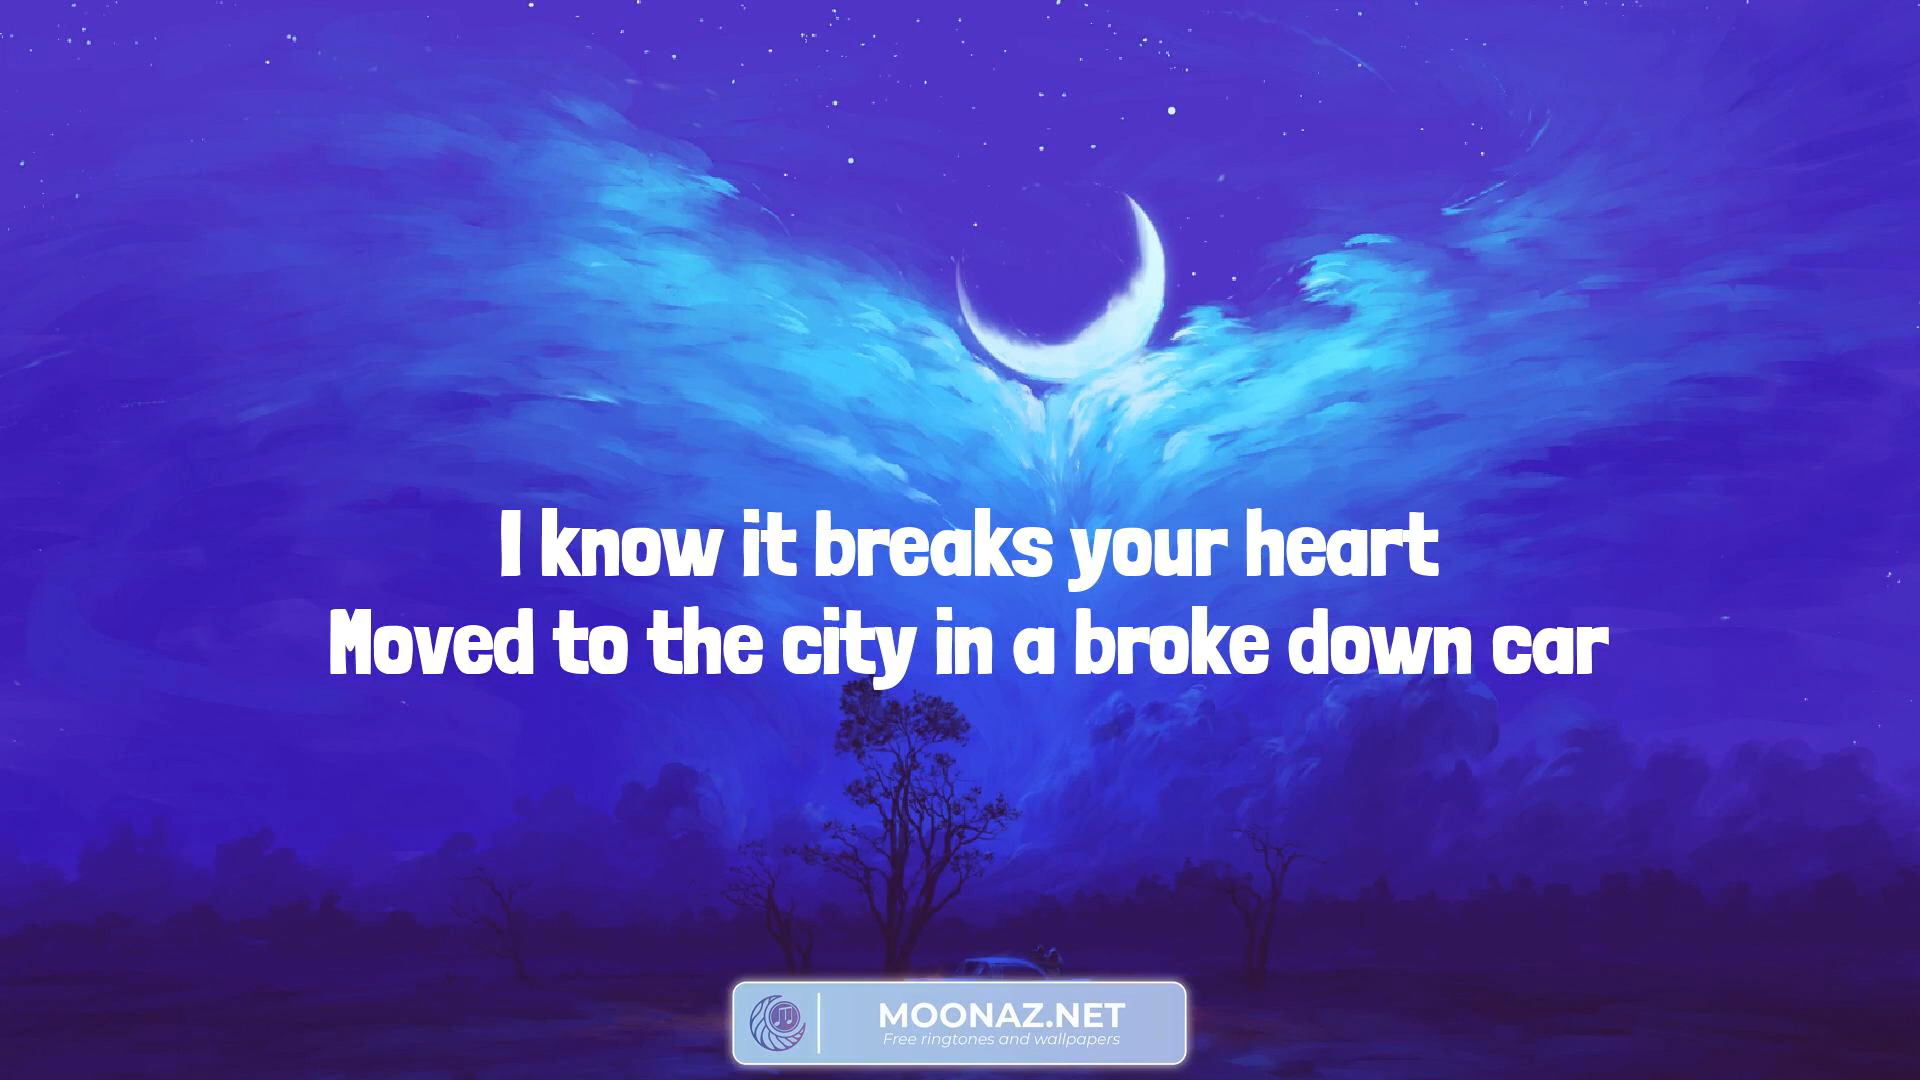 I know it breaks your heart
Moved to the city in a broke down car
MOONAZ.NET
Free ringtones and wallpapers